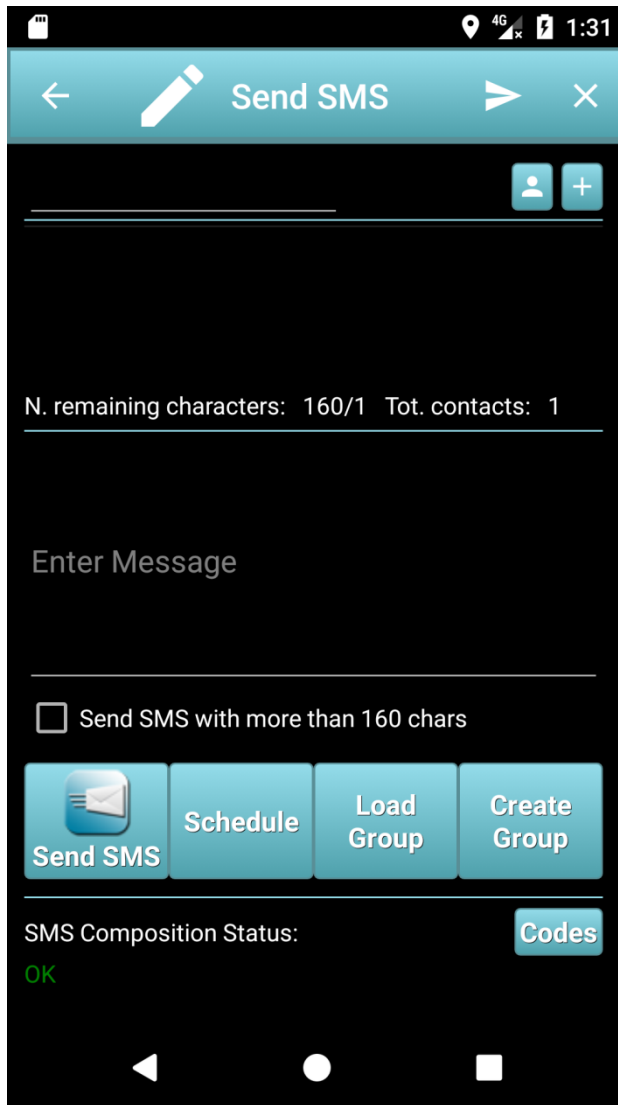 4G 1:31
Send SMS
N. remaining characters: 160/1 Tot. contacts: 1
Enter Message
Send SMS with more than 160 chars
Send SMS
Schedule
Load
Group
Create
Group
SMS Composition Status:
Codes
OK